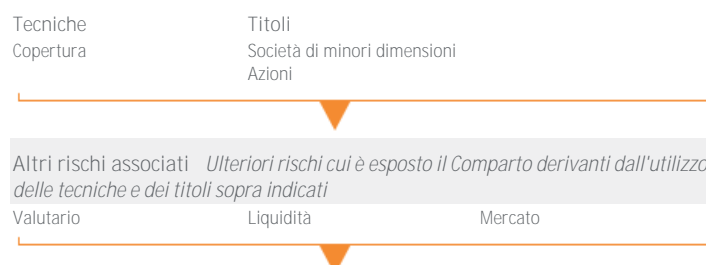 Tecniche Titoli
Copertura Società di minori dimensioni
Azioni
Altri rischi associati Ulteriori rischi cui è esposto il Comparto derivanti dall'utilizzo
delle tecniche e dei titoli sopra indicati
Valutario Liquidità Mercato